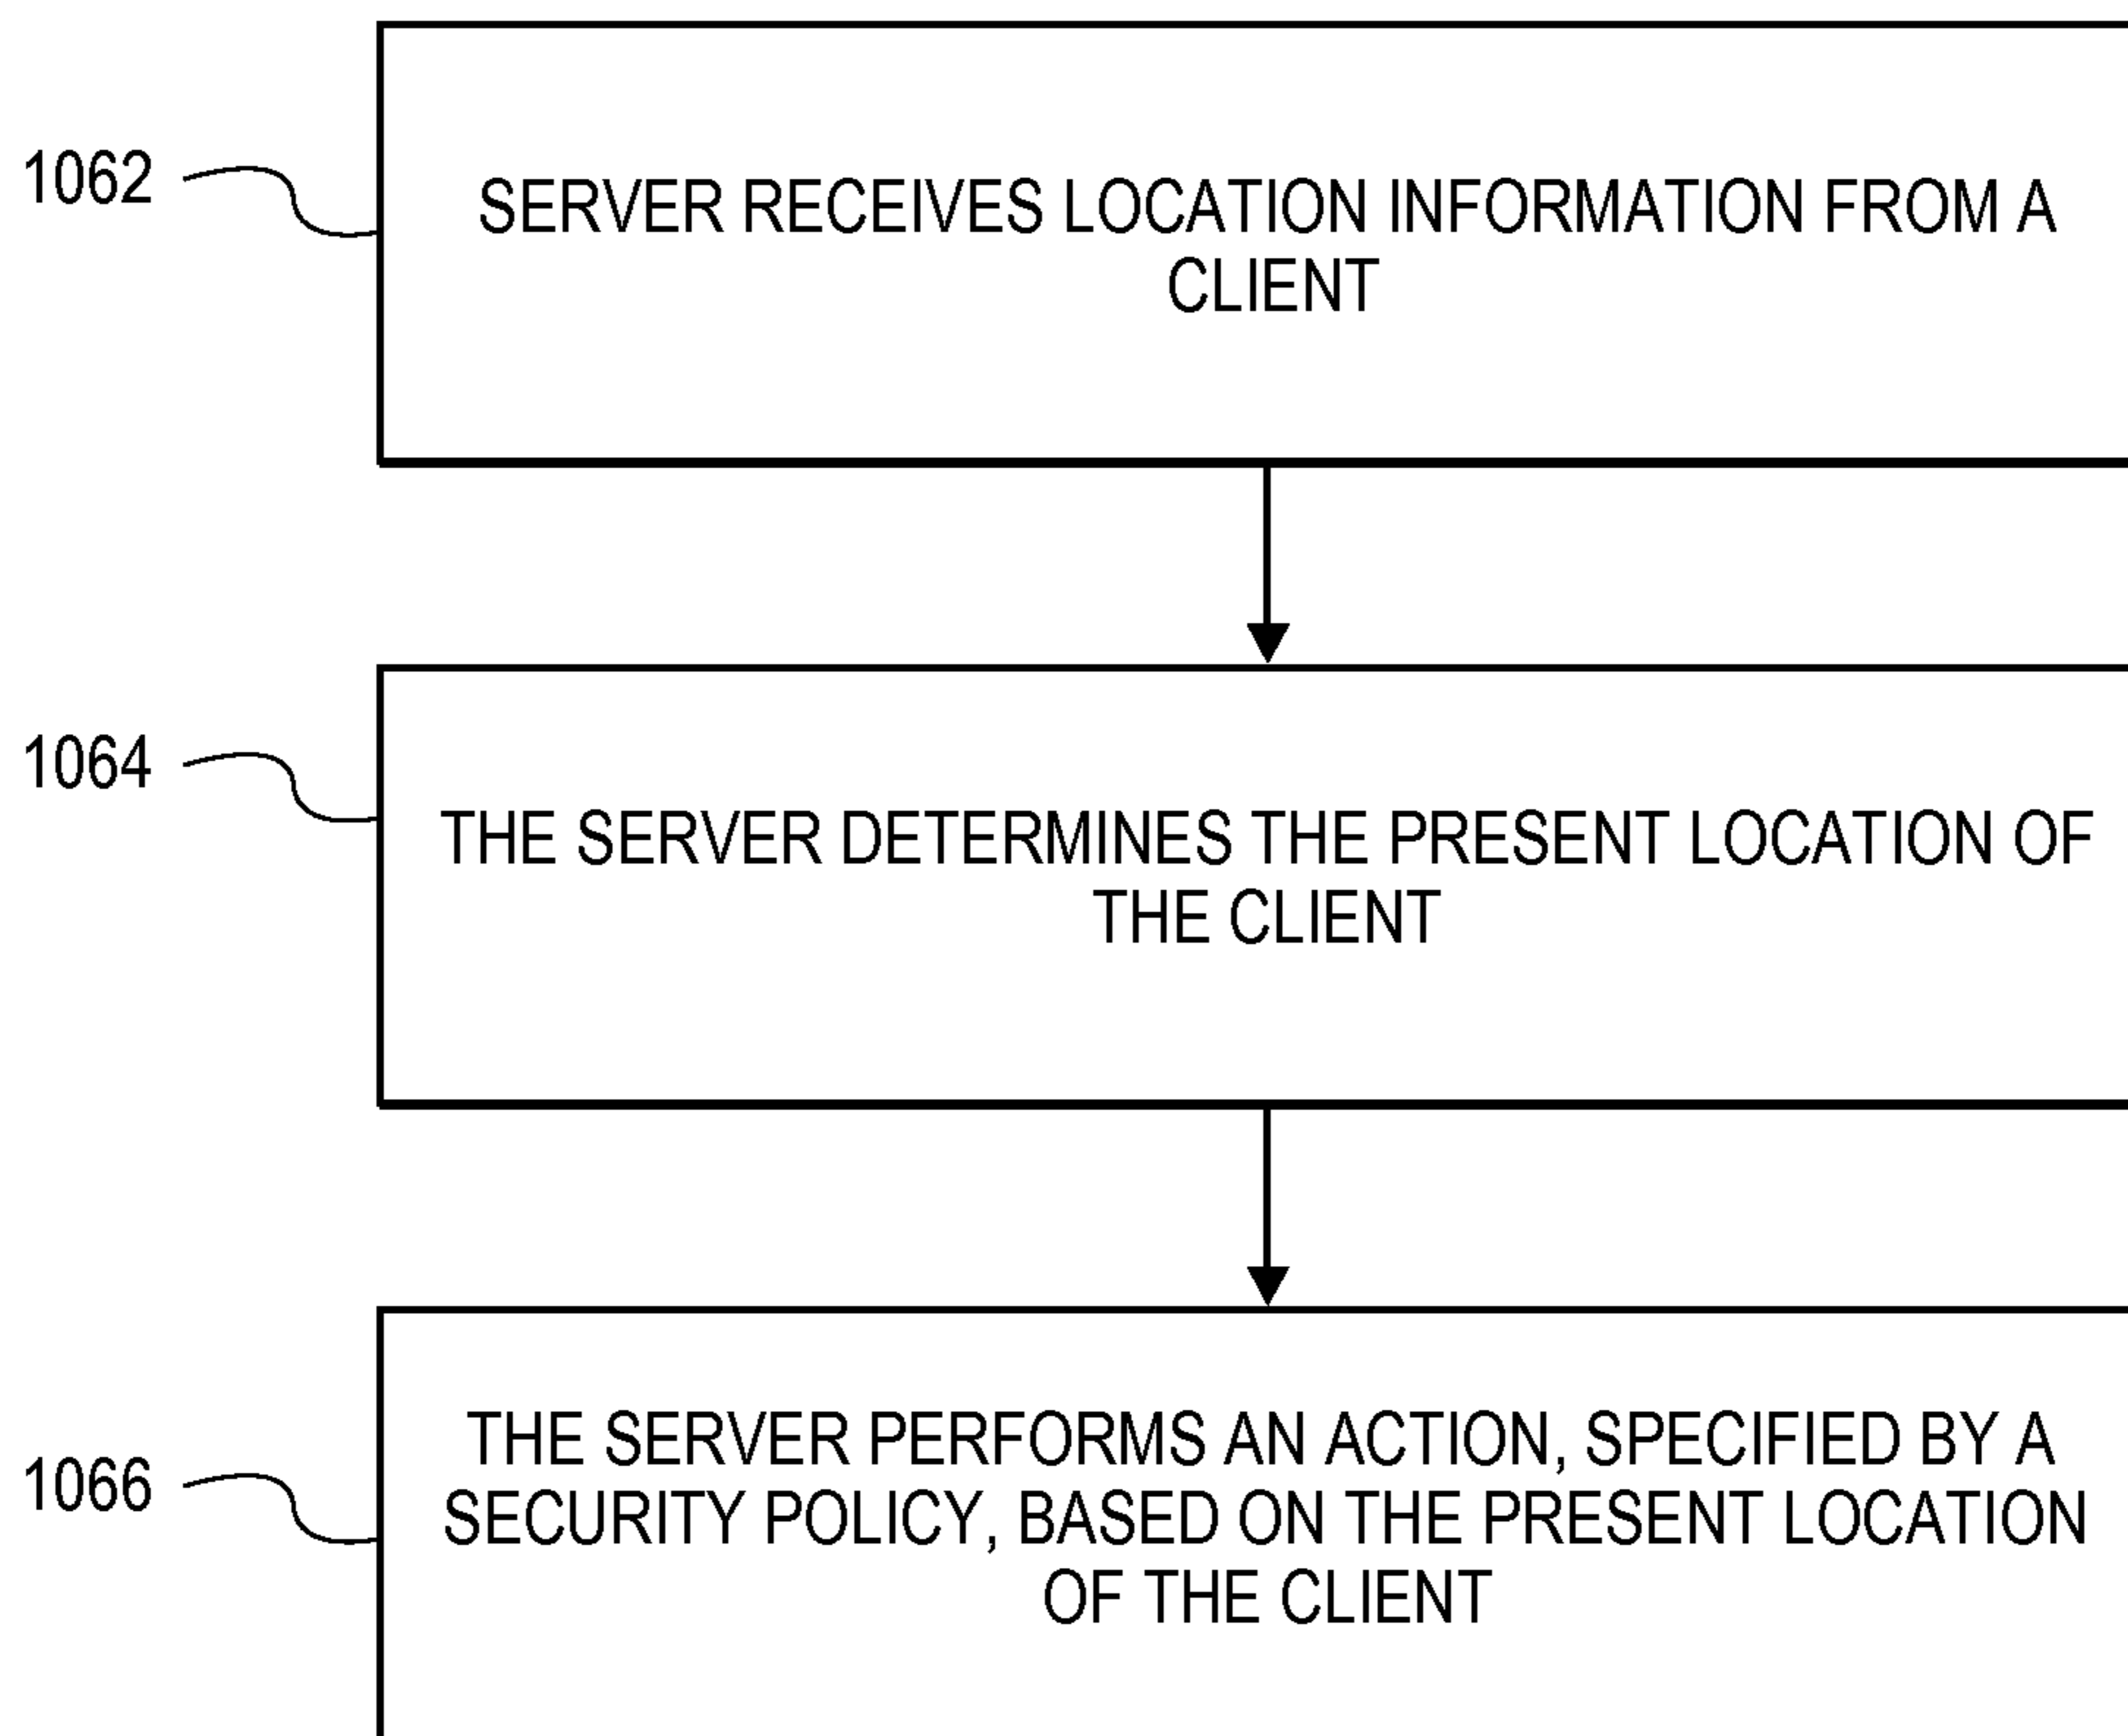 1062
SERVER RECEIVES LOCATION INFORMATION FROM A
CLIENT
1064
THE SERVER DETERMINES THE PRESENT LOCATION OF
THE CLIENT
1066
THE SERVER PERFORMS AN ACTION, SPECIFIED BY A
SECURITY POLICY, BASED ON THE PRESENT LOCATION
OF THE CLIENT